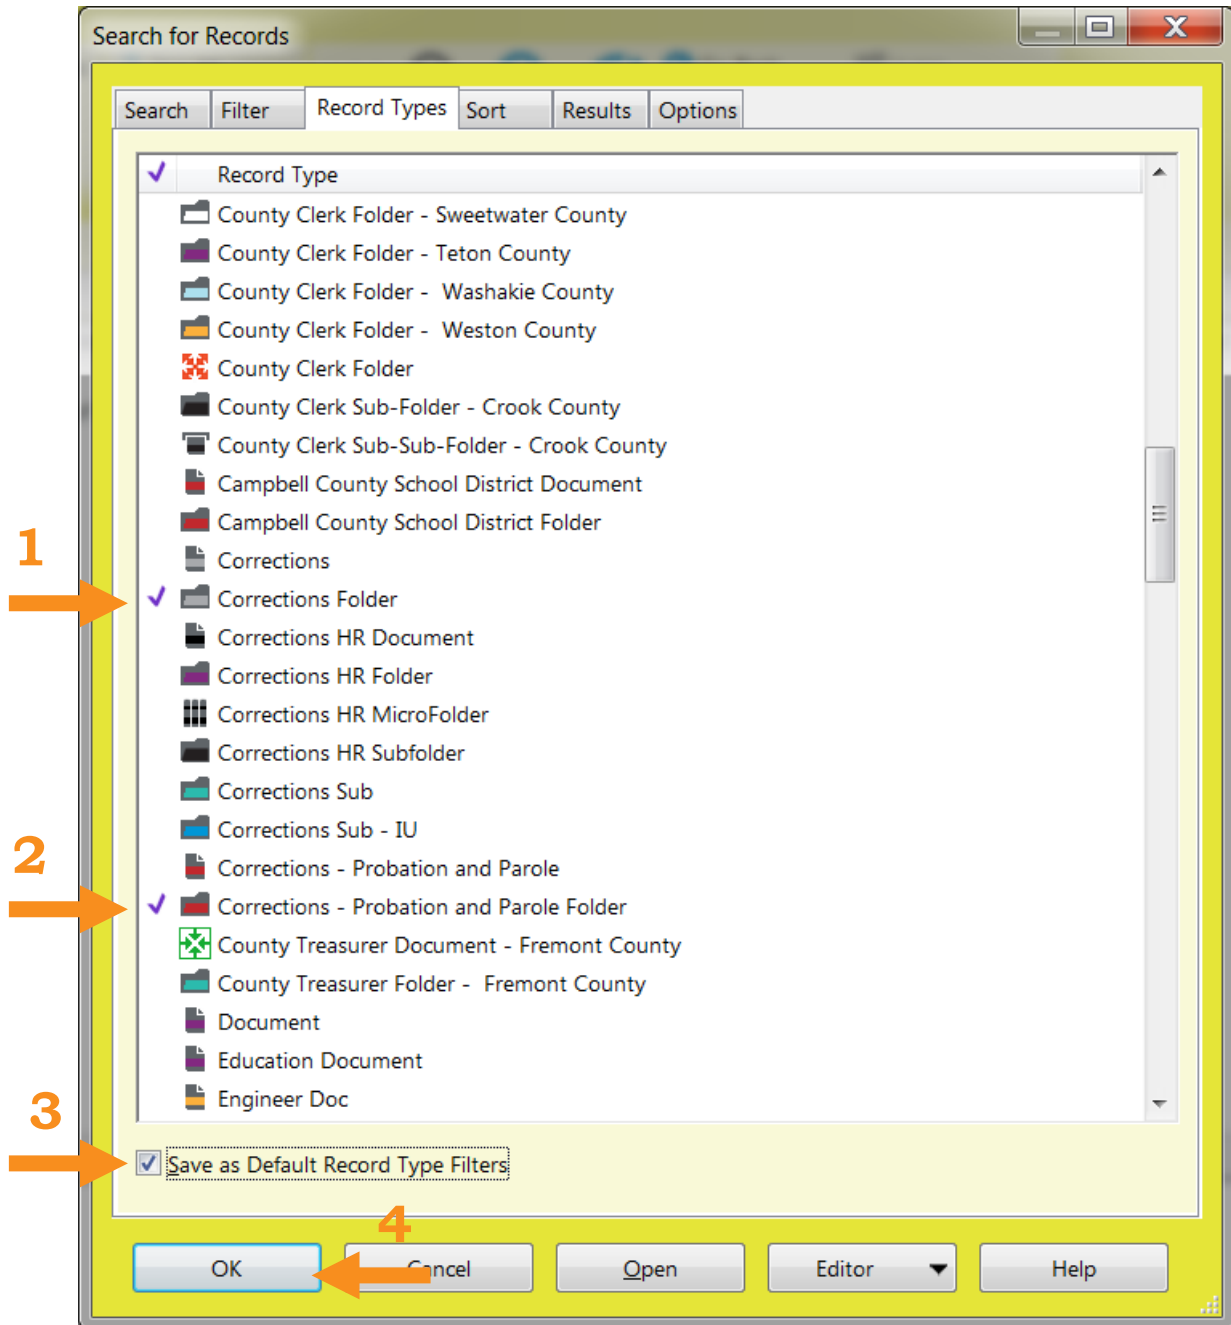 Search for Records
X
Search Filter Record Types Sort Results Options
Record Type
County Clerk Folder - Sweetwater County
County Clerk Folder - Teton County
County Clerk Folder -  Washakie County
County Clerk Folder -  Weston County
County Clerk Folder
County Clerk Sub-Folder - Crook County
County Clerk Sub-Sub-Folder - Crook County
Campbell County School District Document
Campbell County School District Folder
1
Corrections
Corrections Folder
Corrections HR Document
Corrections HR Folder
Corrections HR MicroFolder
Corrections HR Subfolder
Corrections Sub
Corrections Sub - IU
2
Corrections - Probation and Parole
Corrections - Probation and Parole Folder
County Treasurer Document - Fremont County
County Treasurer Folder -  Fremont County
Document
Education Document
Engineer Doc
3
Save as Default Record Type Filters
4
OK Cancel Open Editor Help